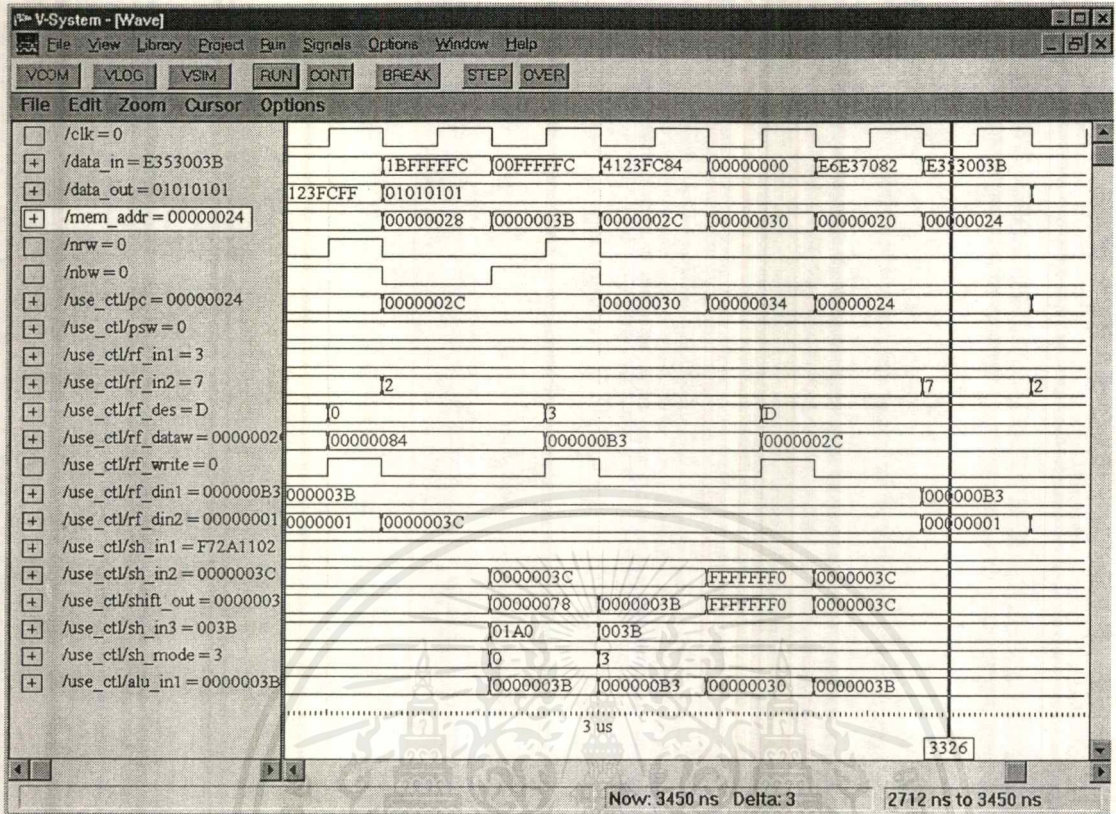 V-System - [Wave]
File View Library Project Run Signals Options Window Help
VCOM VLOG VSIM RUN CONT BREAK STEP OVER
File Edit Zoom Cursor Options
/clk = 0
/data_in = E353003B 1BFFFFFC 00FFFFFC 4123FC84 00000000 E6E37082 E353003B
/data_out = 01010101 123FCFF 01010101
/mem_addr = 00000024 00000028 0000003B 0000002C 00000030 00000020 00000024
/nrw = 0
/nbw = 0
/use_ctl/pc = 00000024 0000002C 00000030 00000034 00000024
/use_ctl/psw = 0
/use_ctl/rf_in1 = 3
/use_ctl/rf_in2 = 7 2 7 2
/use_ctl/rf_des = D 0 3 D
/use_ctl/rf_dataw = 0000002 00000084 000000B3 0000002C
/use_ctl/rf_write = 0
/use_ctl/rf_din1 = 000000B3 000003B 000000B3
/use_ctl/rf_din2 = 00000001 0000001 0000003C 00000001
/use_ctl/sh_in1 = F72A1102
/use_ctl/sh_in2 = 0000003C 0000003C FFFFFFF0 0000003C
/use_ctl/shift_out = 0000003 00000078 0000003B FFFFFFF0 0000003C
/use_ctl/sh_in3 = 003B 01A0 003B
/use_ctl/sh_mode = 3 0 3
/use_ctl/alu_in1 = 0000003B 0000003B 000000B3 00000030 0000003B
3 us
3326
Now: 3450 ns Delta: 3 2712 ns to 3450 ns